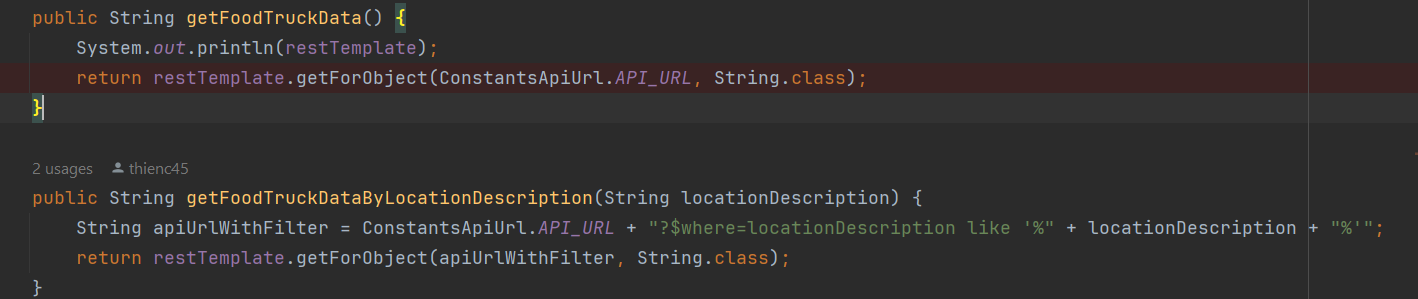 public String getFoodTruckData() {
    System.out.println(restTemplate);
    return restTemplate.getForObject(ConstantsApiUrl.API_URL, String.class);
}
2 usages thienc45
public String getFoodTruckDataByLocationDescription(String locationDescription) {
    String apiUrlWithFilter = ConstantsApiUrl.API_URL + "?$where=locationDescription like '%" + locationDescription + "%'";
    return restTemplate.getForObject(apiUrlWithFilter, String.class);
}